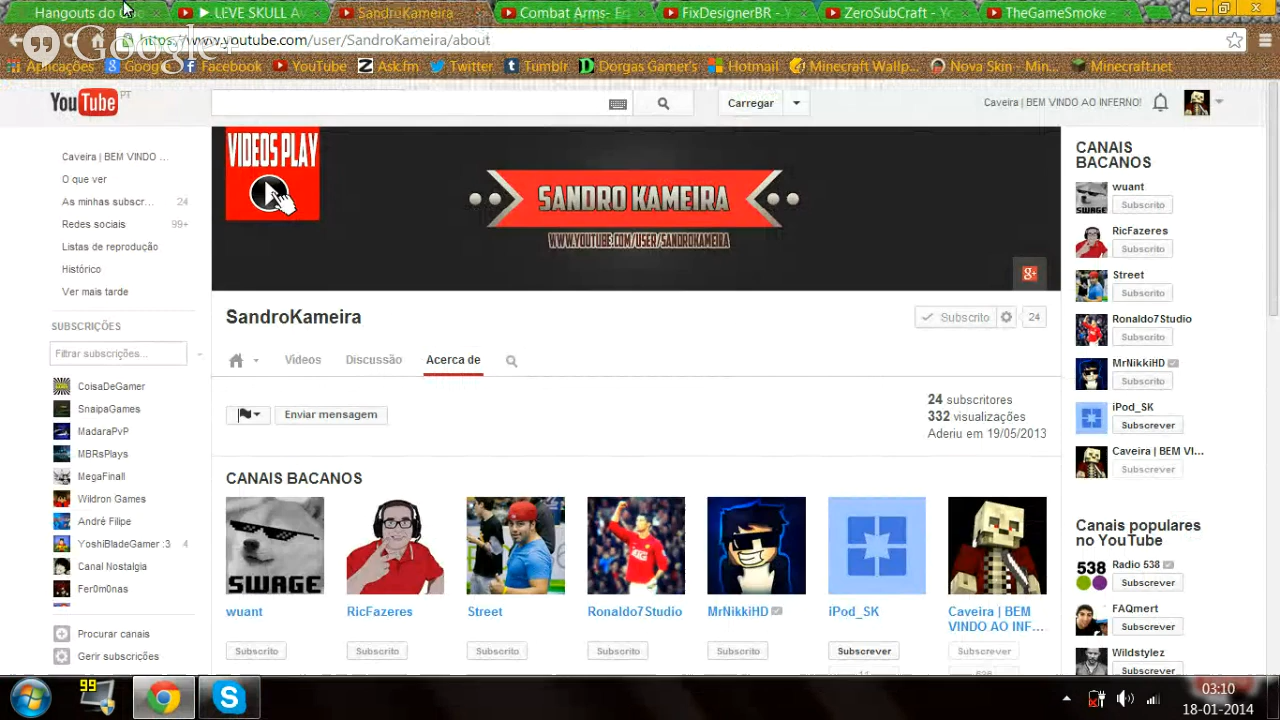 Hangouts do
▶ LEVE SKULL A
SandroKameira
Combat Arms- F
FixDesignerBR - Y
ZeroSubCraft - Y
TheGameSmoke
https://www.youtube.com/user/SandroKameira/about
Google+
Aplicações
Google
Facebook
YouTube
Ask.fm
Twitter
Tumblr
Dorgas Gamer's
Hotmail
Minecraft Wallp...
Nova Skin - Min...
Minecraft.net
YouTube PT
Carregar
Caveira | BEM VINDO AO INFERNO!
Caveira | BEM VINDO ...
O que ver
As minhas subscr... 24
Redes sociais 99+
Listas de reprodução
Histórico
Ver mais tarde
SUBSCRIÇÕES
Filtrar subscrições...
CoisaDeGamer
SnaipaGames
MadaraPvP
MBRsPlays
MegaFinall
Wildron Games
André Filipe
YoshiBladeGamer :3 4
Canal Nostalgia
Fer0m0nas
Procurar canais
Gerir subscrições
VIDEOS PLAY
SANDRO KAMEIRA
WWW.YOUTUBE.COM/USER/SANDROKAMEIRA
SandroKameira
Subscrito 24
Videos
Discussão
Acerca de
Enviar mensagem
24 subscritores
332 visualizações
Aderiu em 19/05/2013
CANAIS BACANOS
SWAGE
wuant
Subscrito
RicFazeres
Subscrito
Street
Subscrito
Ronaldo7Studio
Subscrito
MrNikkiHD
Subscrito
iPod_SK
Subscrever
Caveira | BEM
VINDO AO INF...
Subscrever
CANAIS
BACANOS
SWAGE
wuant
Subscrito
RicFazeres
Subscrito
Street
Subscrito
Ronaldo7Studio
Subscrito
MrNikkiHD
Subscrito
iPod_SK
Subscrever
Caveira | BEM VI...
Subscrever
Canais populares
no YouTube
538
Radio 538
Subscrever
FAQmert
Subscrever
Wildstylez
Subscrever
99
03:10
18-01-2014